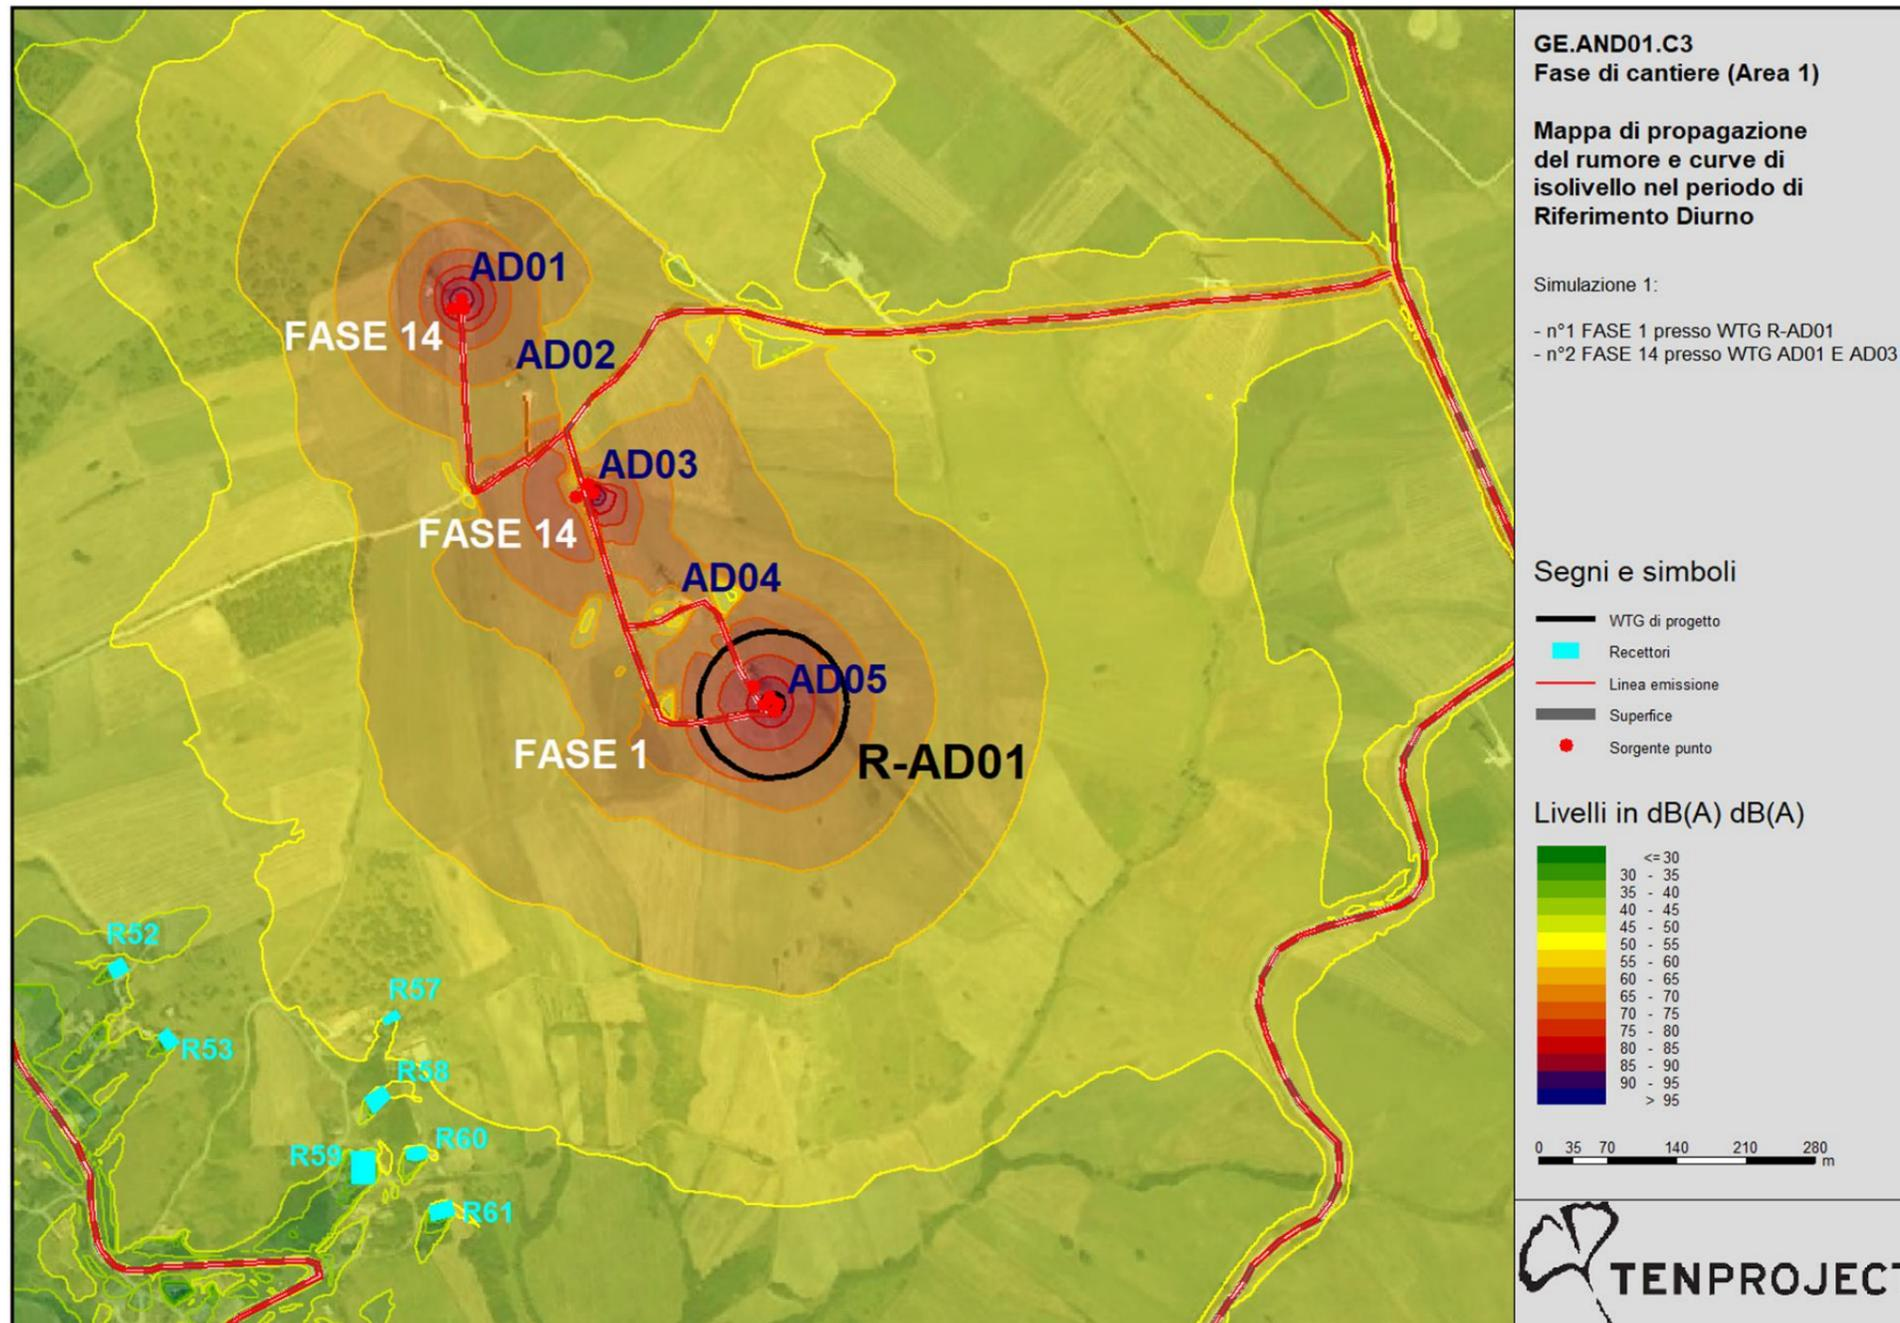 AD01
FASE 14
AD02
AD03
FASE 14
AD04
AD05
FASE 1
R-AD01
R52
R57
R53
R58
R60
R59
R61
GE.AND01.C3
Fase di cantiere (Area 1)
Mappa di propagazione
del rumore e curve di
isolivello nel periodo di
Riferimento Diurno
Simulazione 1:
- n°1 FASE 1 presso WTG R-AD01
- n°2 FASE 14 presso WTG AD01 E AD03
Segni e simboli
WTG di progetto
Recettori
Linea emissione
Superfice
Sorgente punto
Livelli in dB(A) dB(A)
<= 30
30 - 35
35 - 40
40 - 45
45 - 50
50 - 55
55 - 60
60 - 65
65 - 70
70 - 75
75 - 80
80 - 85
85 - 90
90 - 95
> 95
0 35 70 140 210 280
m
TENPROJECT